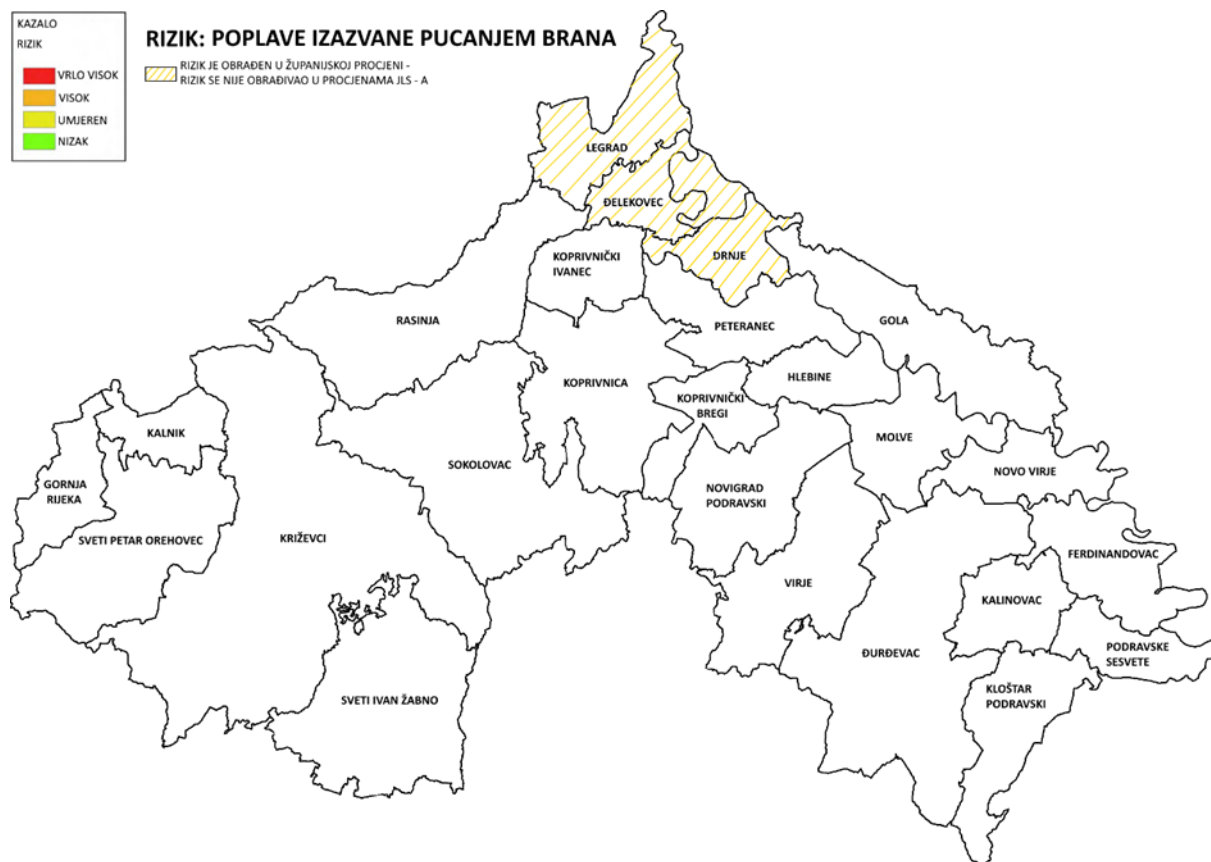 KAZALO
RIZIK
VRLO VISOK
VISOK
UMJEREN
NIZAK
RIZIK: POPLAVE IZAZVANE PUCANJEM BRANA
RIZIK JE OBRAĐEN U ŽUPANIJSKOJ PROCJENI -
RIZIK SE NIJE OBRAĐIVAO U PROCJENAMA JLS - A
LEGRAD
ĐELEKOVEC
DRNJE
KOPRIVNIČKI
IVANEC
RASINJA
PETERANEC
GOLA
HLEBINE
KOPRIVNICA
KOPRIVNIČKI
BREGI
KALNIK
MOLVE
SOKOLOVAC
NOVO VIRJE
GORNJA
RIJEKA
NOVIGRAD
PODRAVSKI
SVETI PETAR OREHOVEC
KRIŽEVCI
FERDINANDOVAC
VIRJE
KALINOVAC
ĐURĐEVAC
PODRAVSKE
SESVETE
KLOŠTAR
PODRAVSKI
SVETI IVAN ŽABNO